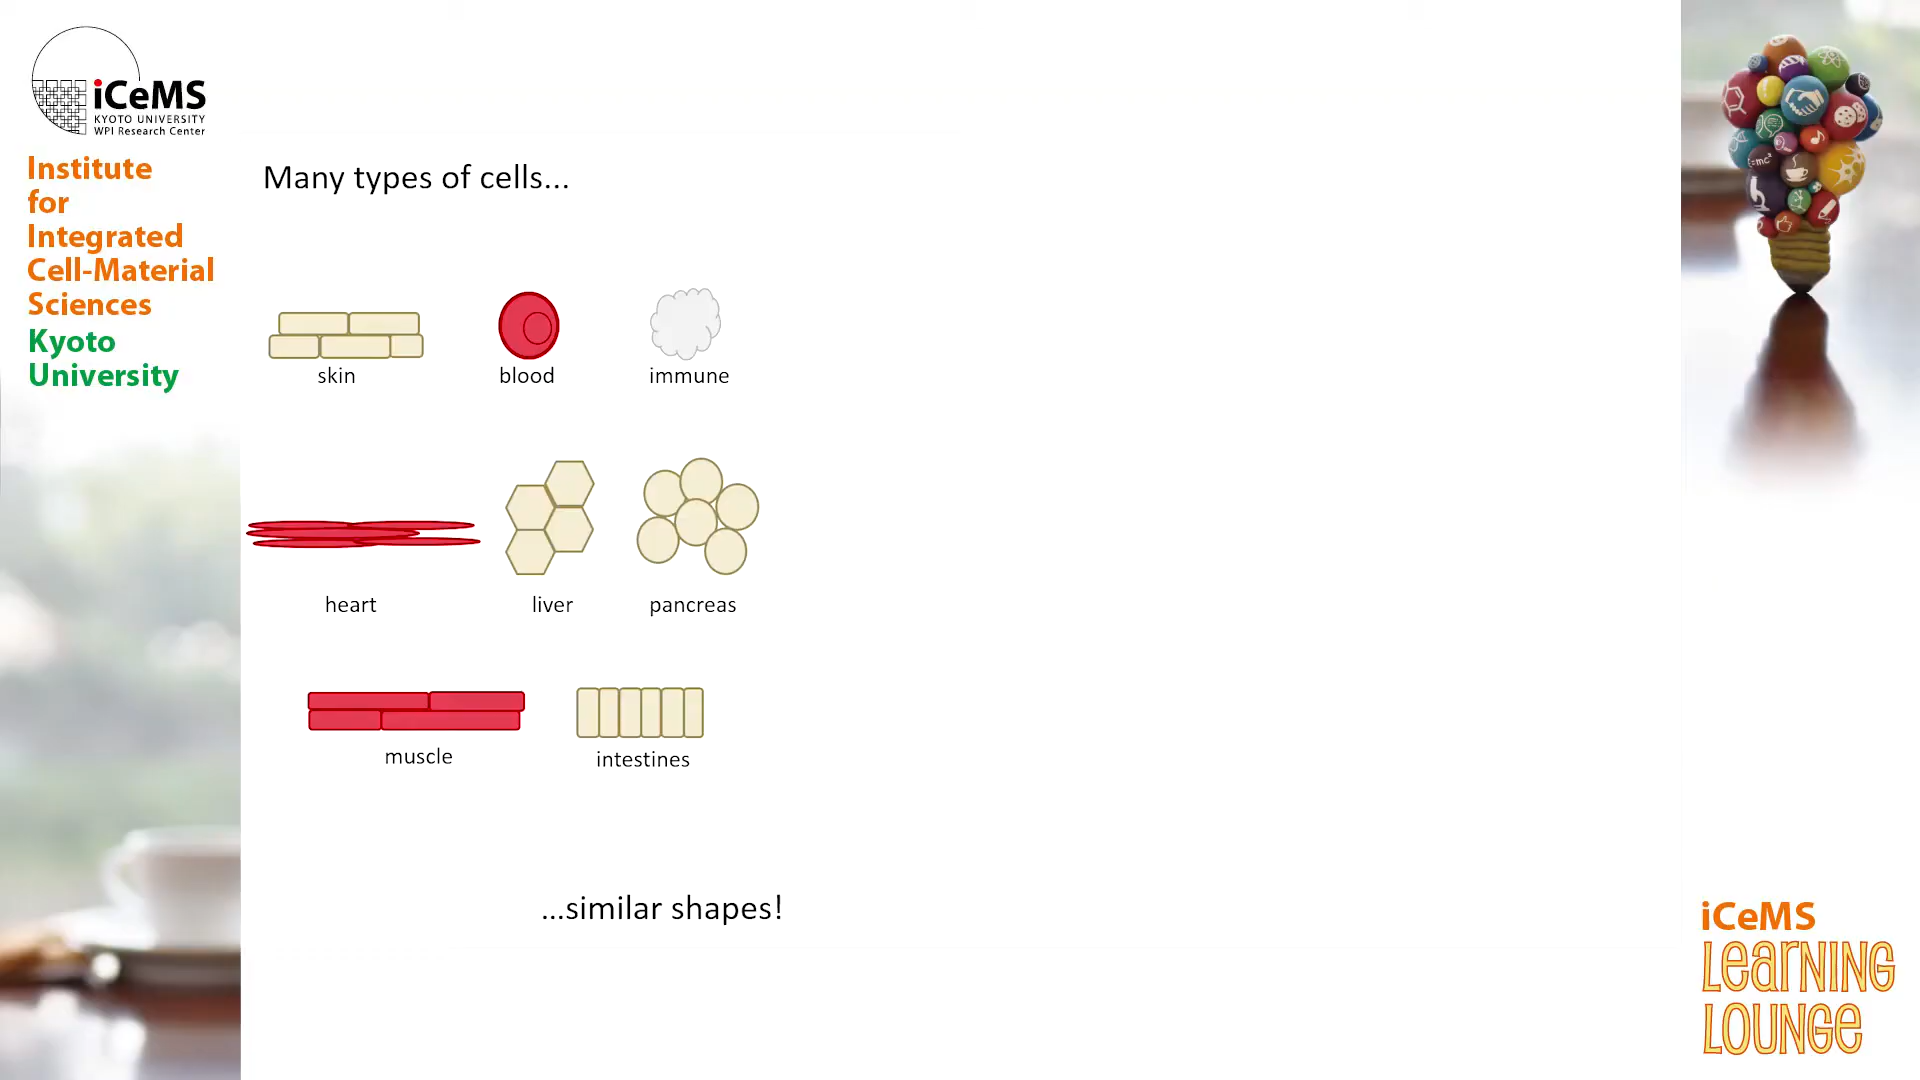 iCeMS
KYOTO UNIVERSITY
WPI Research Center
Institute
for
Integrated
Cell-Material
Sciences
Kyoto
University
Many types of cells...
skin
blood
immune
heart
liver
pancreas
muscle
intestines
...similar shapes!
=mc²
iCeMS
LeARNING
LOUNGe